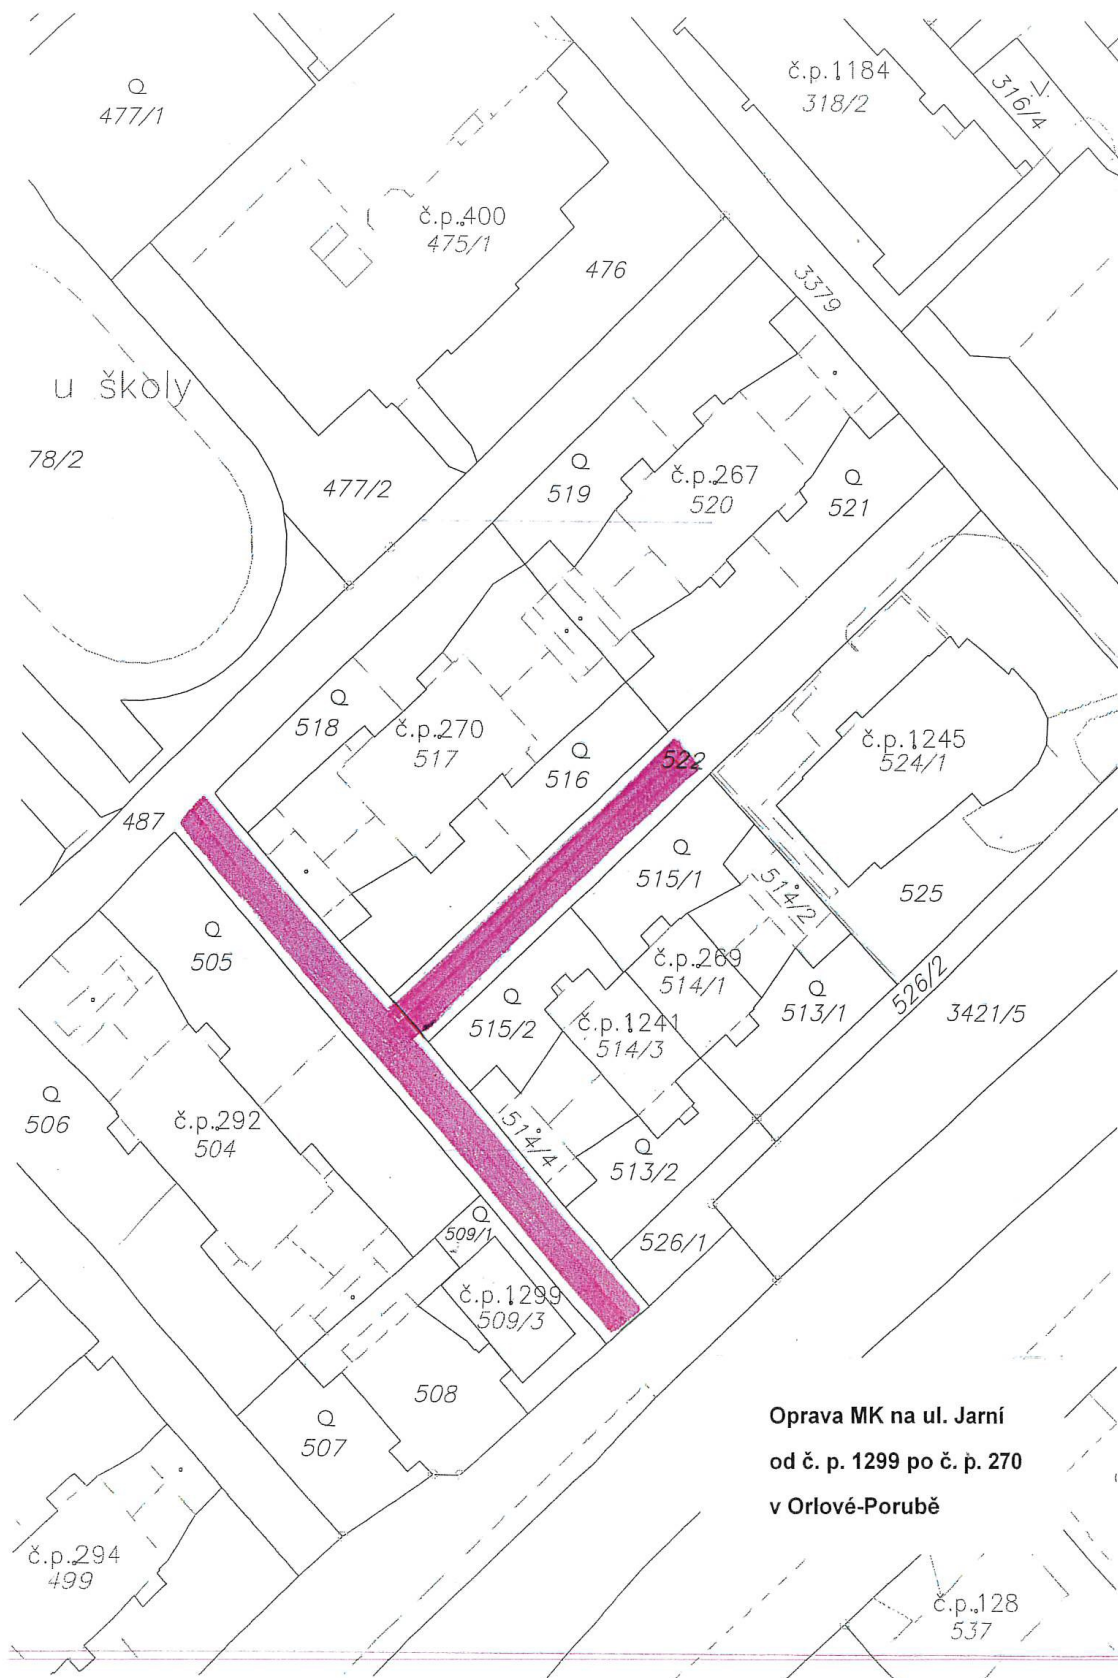 477/1
č.p.1184
318/2
316/4
č.p.400
475/1
476
3379
u školy
78/2
477/2
519
č.p.267
520
521
518
č.p.270
517
516
522
č.p.1245
524/1
487
515/1
514/2
525
505
č.p.269
514/1
526/2
515/2
č.p.1241
514/3
513/1
3421/5
506
č.p.292
504
514/4
513/2
509/1
526/1
č.p.1299
509/3
508
507
Oprava MK na ul. Jarní
od č. p. 1299 po č. p. 270
v Orlové-Porubě
č.p.294
499
č.p.128
537